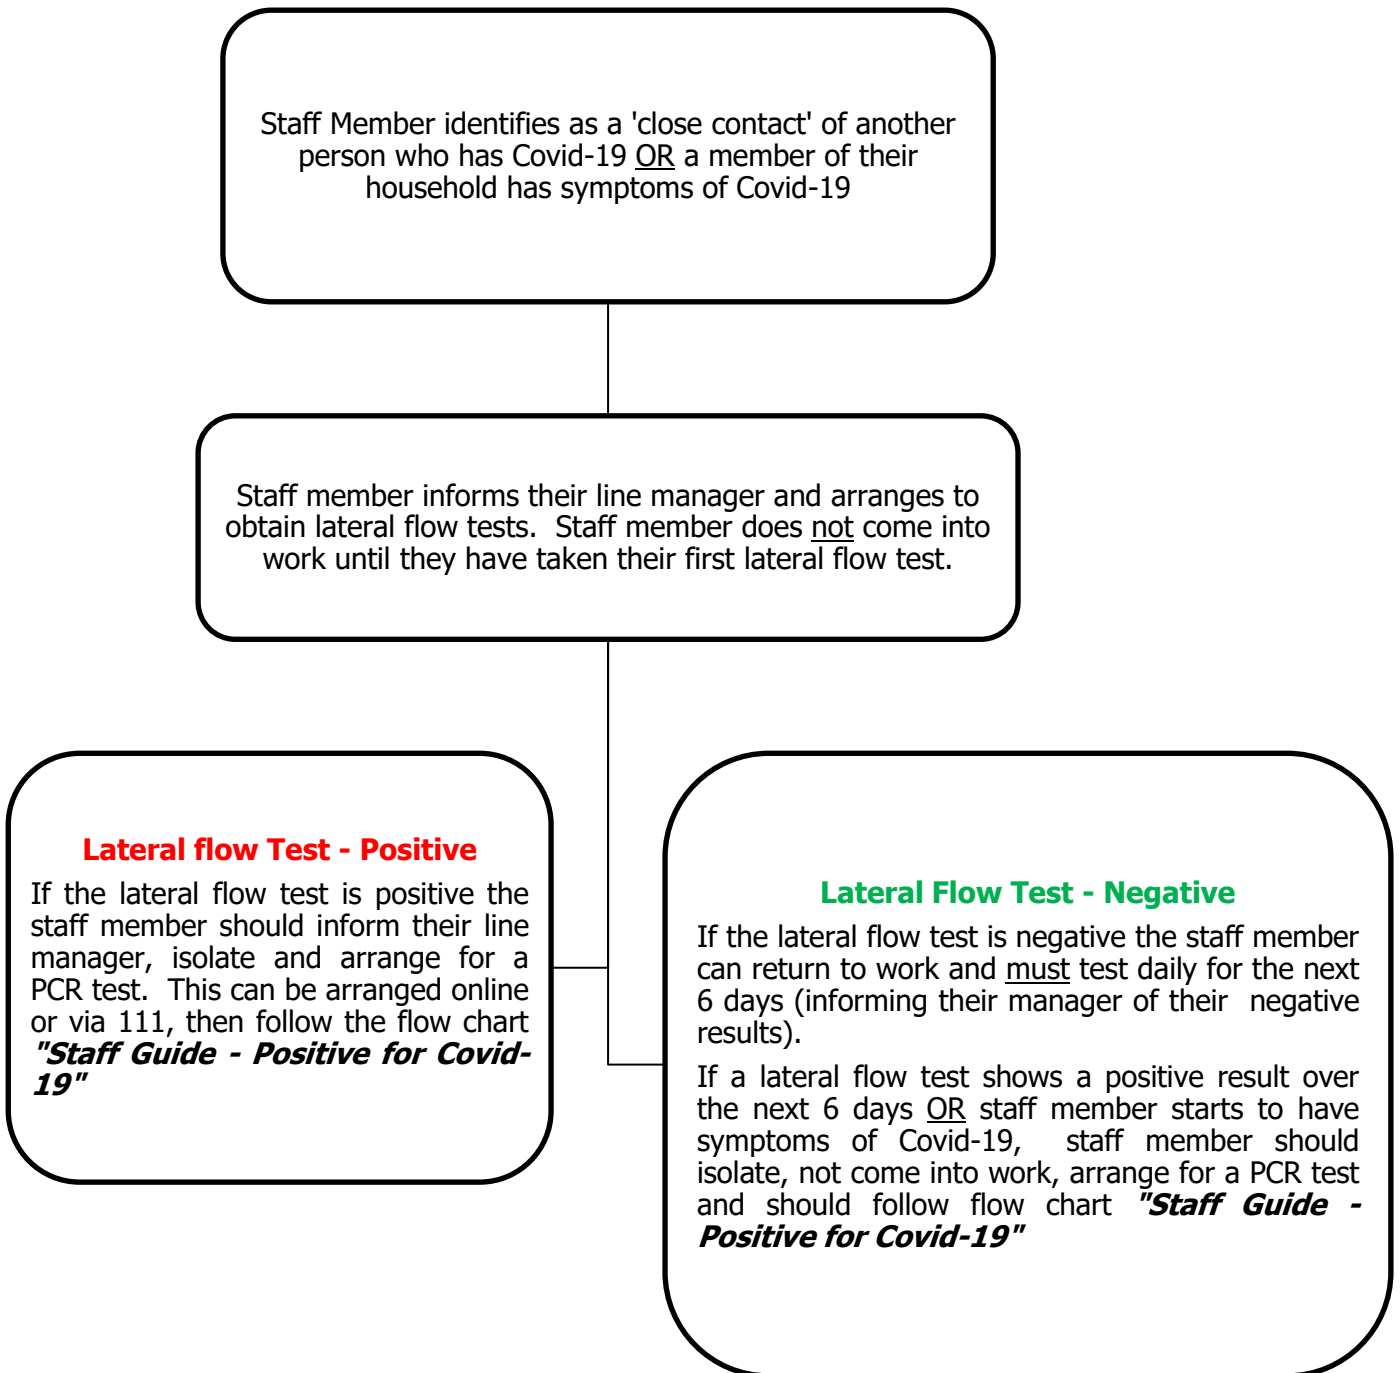 Staff Member identifies as a 'close contact' of another
person who has Covid-19 OR a member of their
household has symptoms of Covid-19
Staff member informs their line manager and arranges to
obtain lateral flow tests.  Staff member does not come into
work until they have taken their first lateral flow test.
Lateral flow Test - Positive
If the lateral flow test is positive the
staff member should inform their line
manager, isolate and arrange for a
PCR test.  This can be arranged online
or via 111, then follow the flow chart
"Staff Guide - Positive for Covid-
19"
Lateral Flow Test - Negative
If the lateral flow test is negative the staff member
can return to work and must test daily for the next
6 days (informing their manager of their  negative
results).
If a lateral flow test shows a positive result over
the next 6 days OR staff member starts to have
symptoms of Covid-19,  staff member should
isolate, not come into work, arrange for a PCR test
and should follow flow chart "Staff Guide -
Positive for Covid-19"